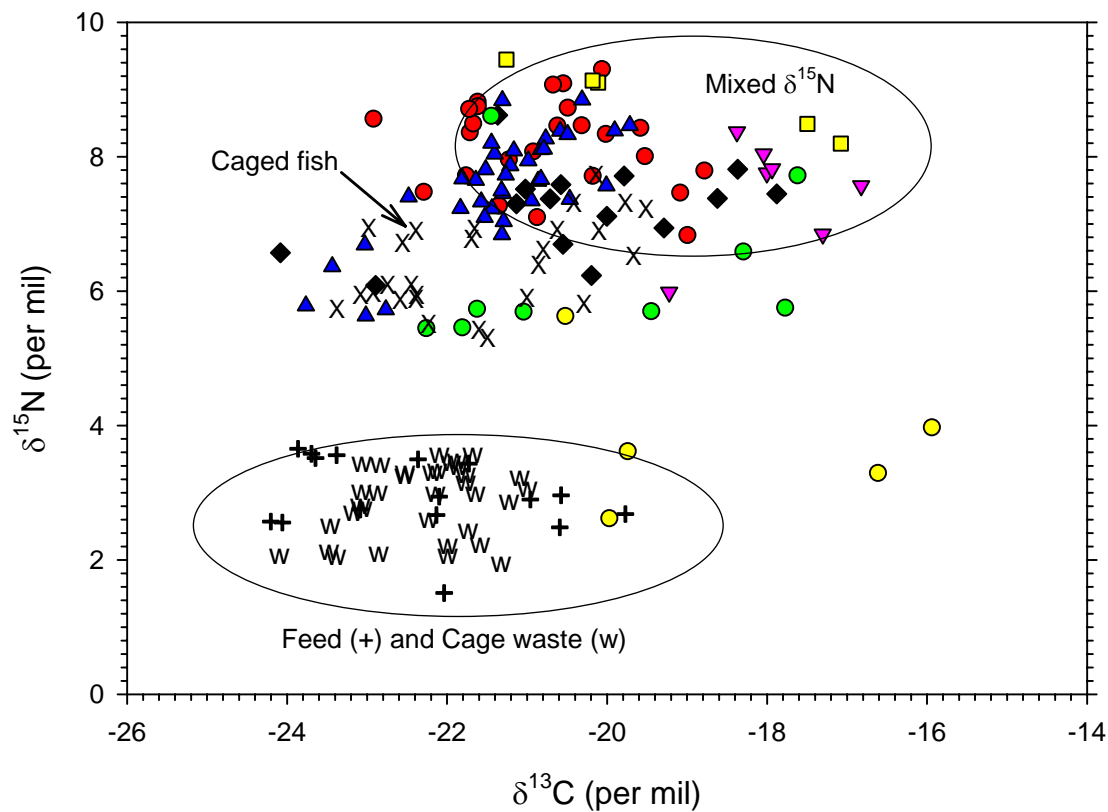 10
8
6
4
2
0
δ15N (per mil)
Mixed δ15N
Caged fish
Feed (+) and Cage waste (w)
-26 -24 -22 -20 -18 -16 -14
δ13C (per mil)